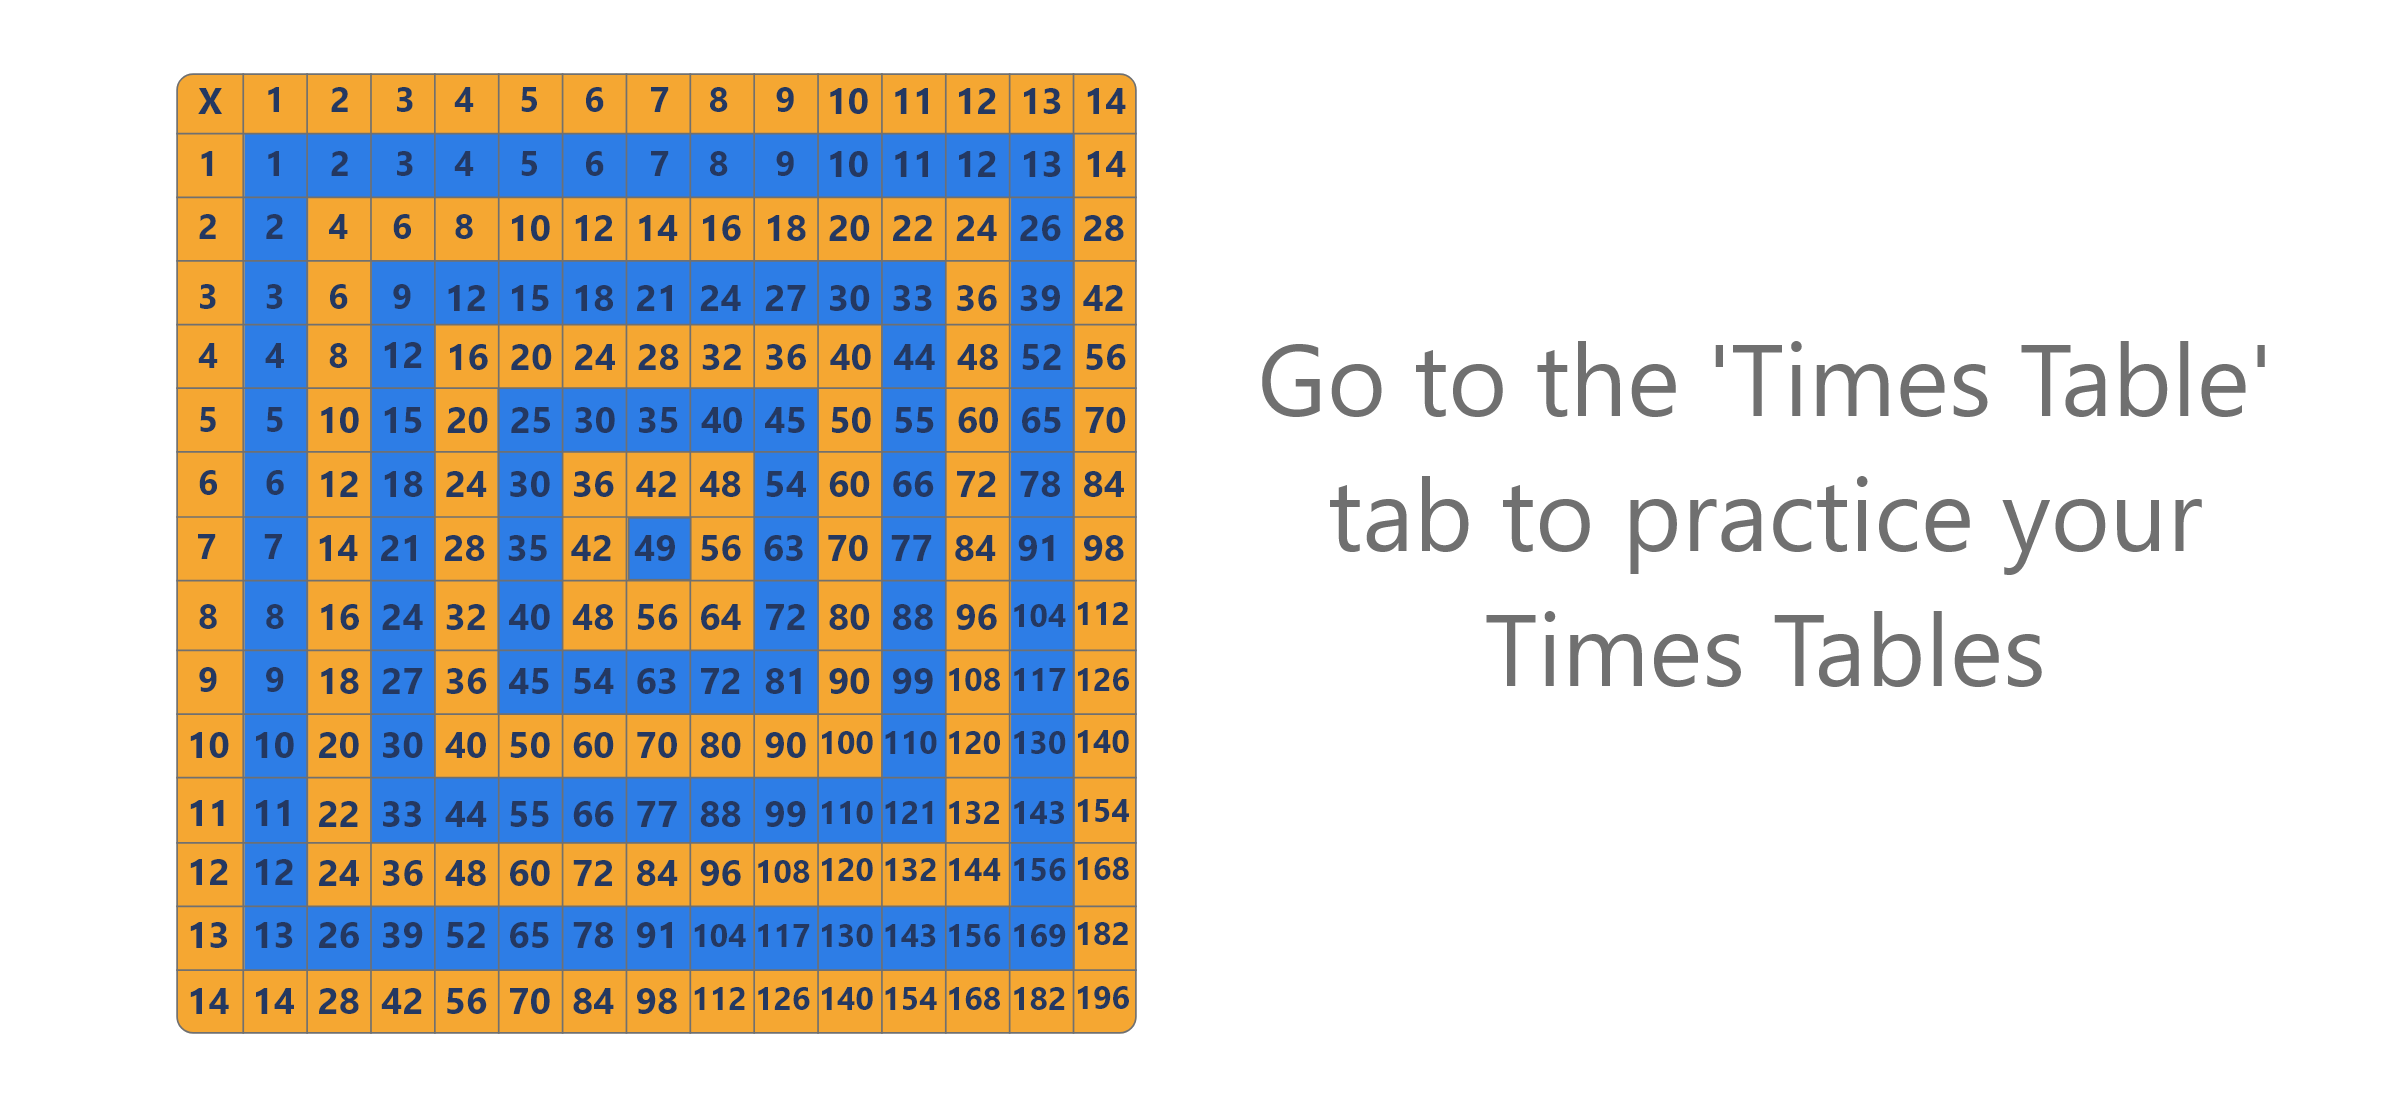 X 1 2 3 4 5 6 7 8 9 10 11 12 13 14
1 1 2 3 4 5 6 7 8 9 10 11 12 13 14
2 2 4 6 8 10 12 14 16 18 20 22 24 26 28
3 3 6 9 12 15 18 21 24 27 30 33 36 39 42
4 4 8 12 16 20 24 28 32 36 40 44 48 52 56
5 5 10 15 20 25 30 35 40 45 50 55 60 65 70
6 6 12 18 24 30 36 42 48 54 60 66 72 78 84
7 7 14 21 28 35 42 49 56 63 70 77 84 91 98
8 8 16 24 32 40 48 56 64 72 80 88 96 104 112
9 9 18 27 36 45 54 63 72 81 90 99 108 117 126
10 10 20 30 40 50 60 70 80 90 100 110 120 130 140
11 11 22 33 44 55 66 77 88 99 110 121 132 143 154
12 12 24 36 48 60 72 84 96 108 120 132 144 156 168
13 13 26 39 52 65 78 91 104 117 130 143 156 169 182
14 14 28 42 56 70 84 98 112 126 140 154 168 182 196
Go to the 'Times Table'
tab to practice your
Times Tables